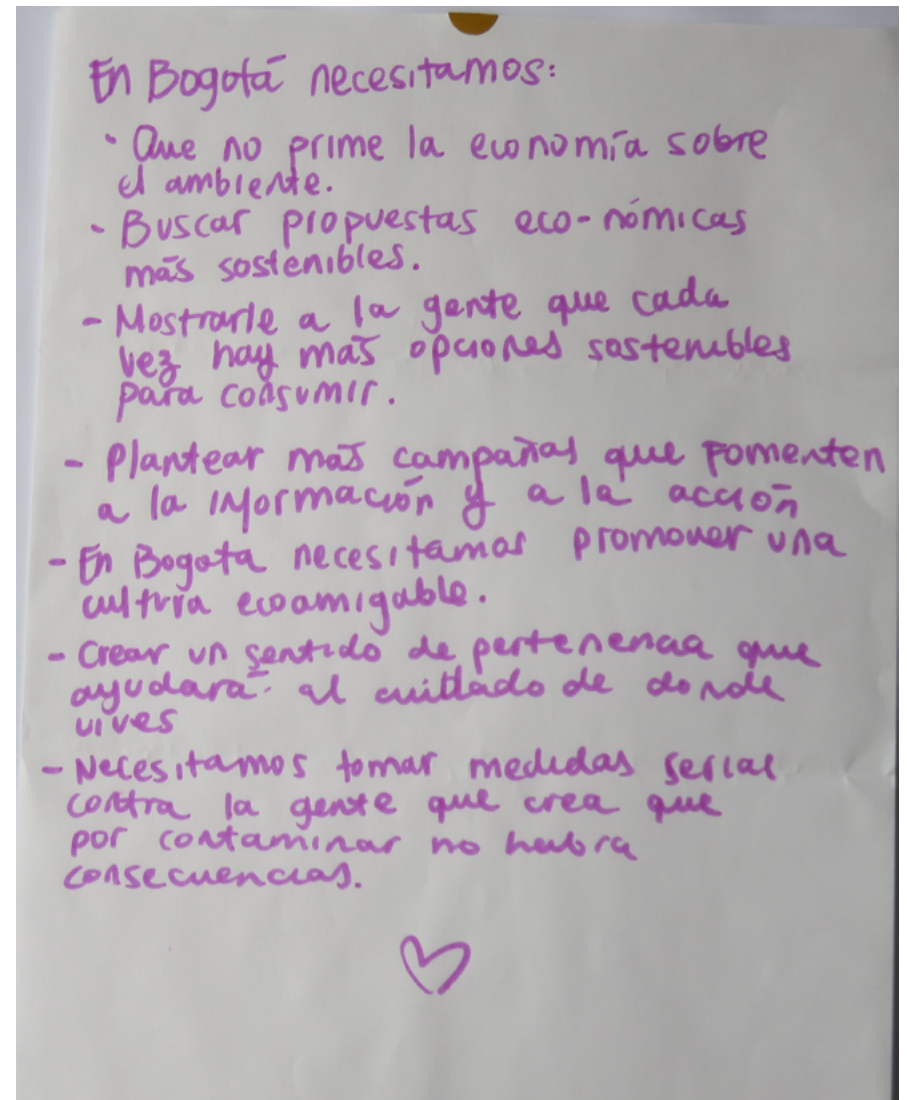 En Bogotá necesitamos:
· Que no prime la economía sobre
el ambiente.
- Buscar propuestas eco-nómicas
más sostenibles.
- Mostrarle a la gente que cada
vez hay más opciones sostenibles
para consumir.
- Plantear más campañas que fomenten
a la información y a la acción
- En Bogota necesitamos promover una
cultura ecoamigable.
- Crear un sentido de pertenencia que
ayudará al cuidado de donde
vives
- Necesitamos tomar medidas serias
contra la gente que crea que
por contaminar no habra
consecuencias.